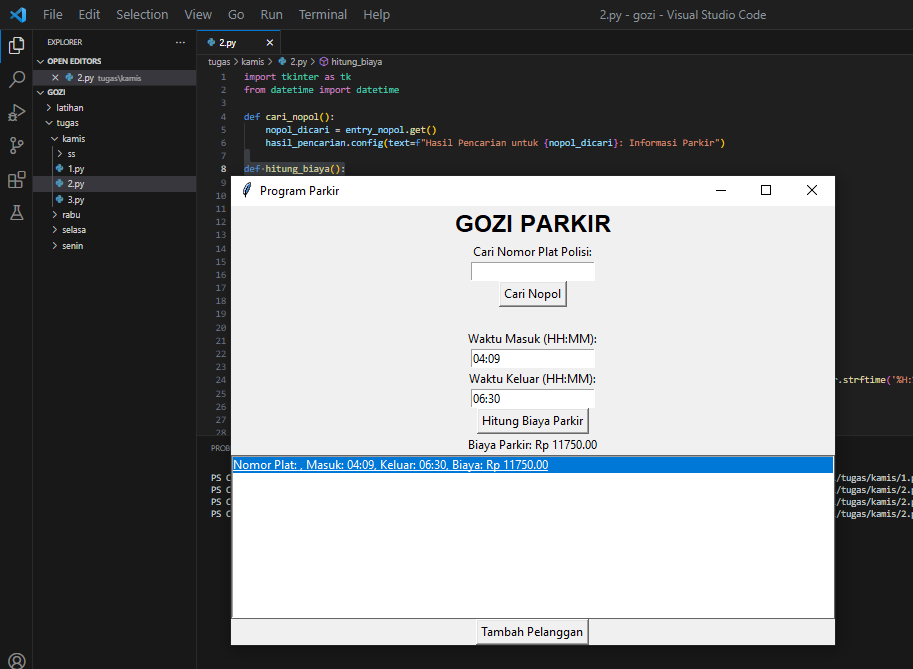 File Edit Selection View Go Run Terminal Help 2.py - gozi - Visual Studio Code
EXPLORER
OPEN EDITORS
2.py tugas\kamis
GOZI
latihan
tugas
kamis
ss
1.py
2.py
3.py
rabu
selasa
senin
2.py
tugas > kamis > 2.py > hitung_biaya
1 import tkinter as tk
2 from datetime import datetime
3
4 def cari_nopol():
5 nopol_dicari = entry_nopol.get()
6 hasil_pencarian.config(text=f"Hasil Pencarian untuk {nopol_dicari}: Informasi Parkir")
7
8 def hitung_biaya():
9
10
11
12
13
14
15
16
17
18
19
20
21
22
23
24 .strftime('%H:
25
26
27
28
Program Parkir
GOZI PARKIR
Cari Nomor Plat Polisi:
Cari Nopol
Waktu Masuk (HH:MM):
04:09
Waktu Keluar (HH:MM):
06:30
Hitung Biaya Parkir
Biaya Parkir: Rp 11750.00
Nomor Plat: , Masuk: 04:09, Keluar: 06:30, Biaya: Rp 11750.00
Tambah Pelanggan
PROB
PS C /tugas/kamis/1.p
PS C /tugas/kamis/2.p
PS C /tugas/kamis/2.p
PS C /tugas/kamis/2.p